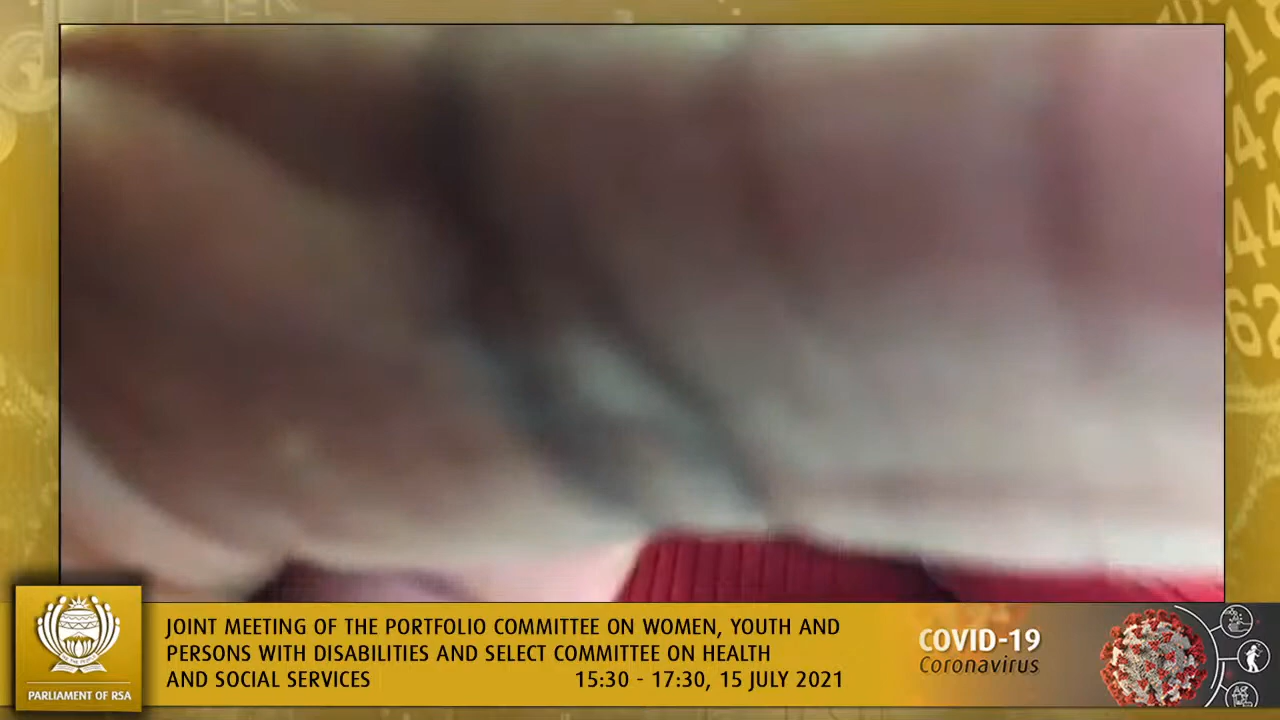 JOINT MEETING OF THE PORTFOLIO COMMITTEE ON WOMEN, YOUTH AND
PERSONS WITH DISABILITIES AND SELECT COMMITTEE ON HEALTH
AND SOCIAL SERVICES 15:30 - 17:30, 15 JULY 2021
COVID-19
Coronavirus
PARLIAMENT OF RSA